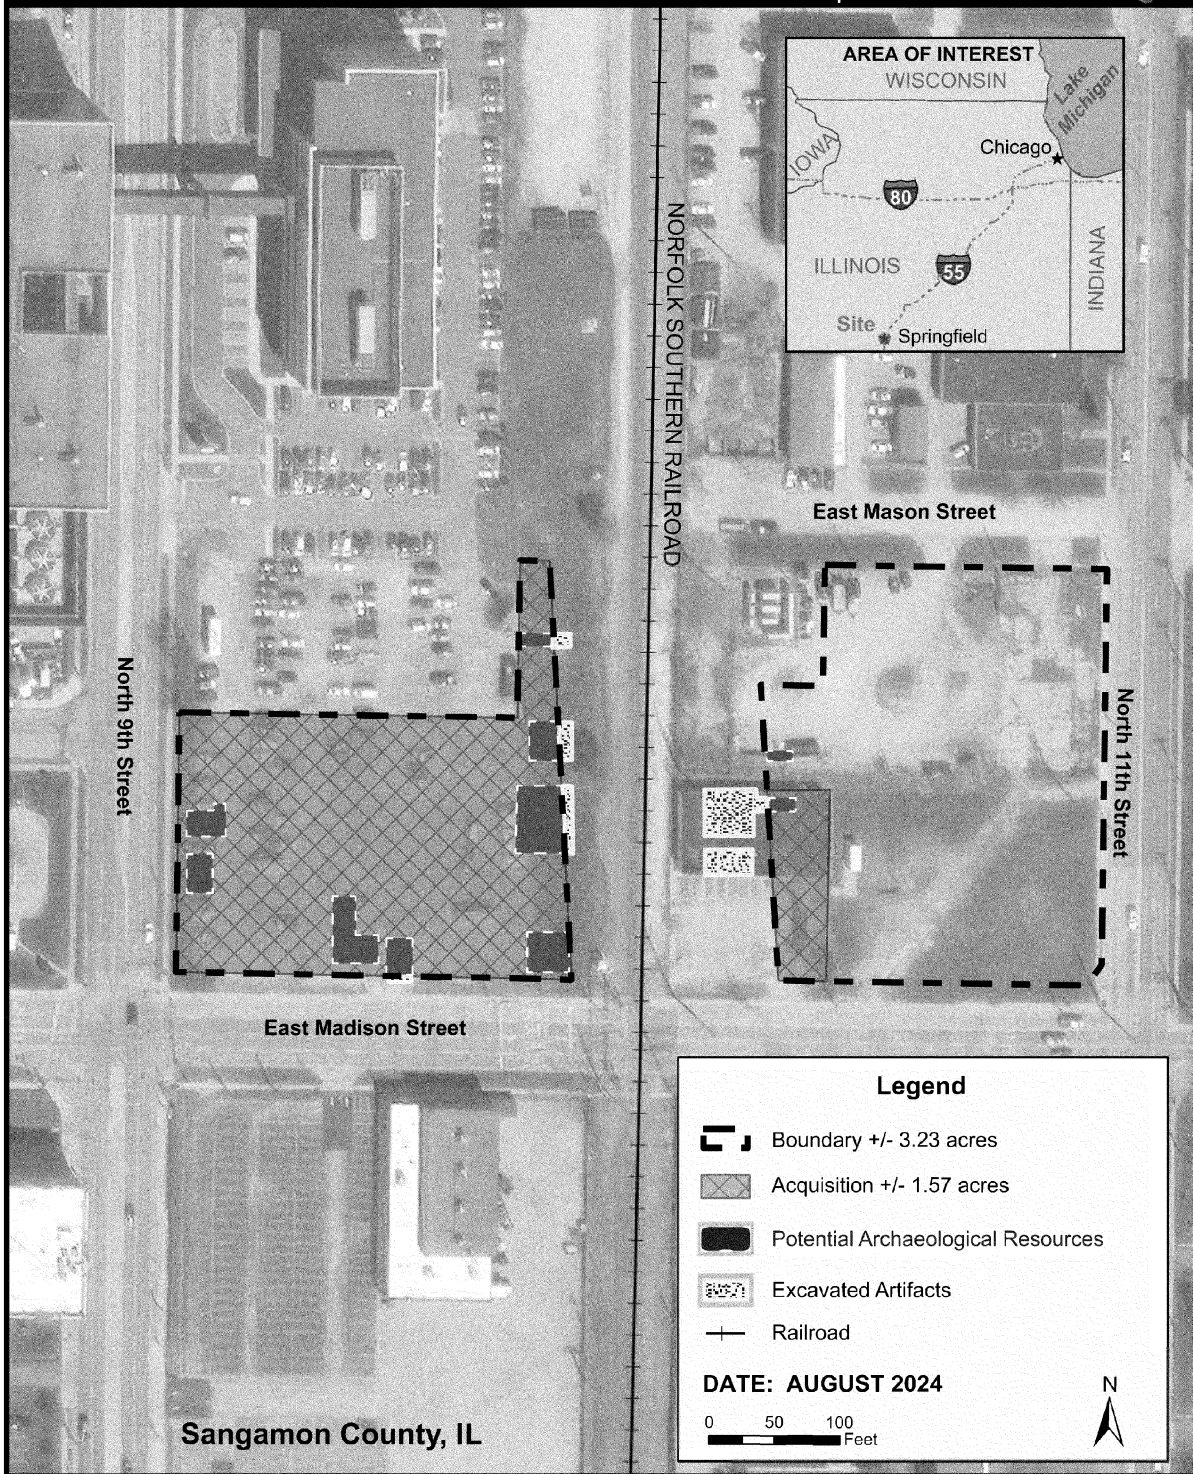 AREA OF INTEREST
WISCONSIN
Lake
Michigan
Chicago
IOWA
80
ILLINOIS
55
INDIANA
Site
Springfield
NORFOLK SOUTHERN RAILROAD
East Mason Street
North 9th Street
North 11th Street
East Madison Street
Legend
Boundary +/- 3.23 acres
Acquisition +/- 1.57 acres
Potential Archaeological Resources
Excavated Artifacts
Railroad
DATE: AUGUST 2024
N
0 50 100
Feet
Sangamon County, IL